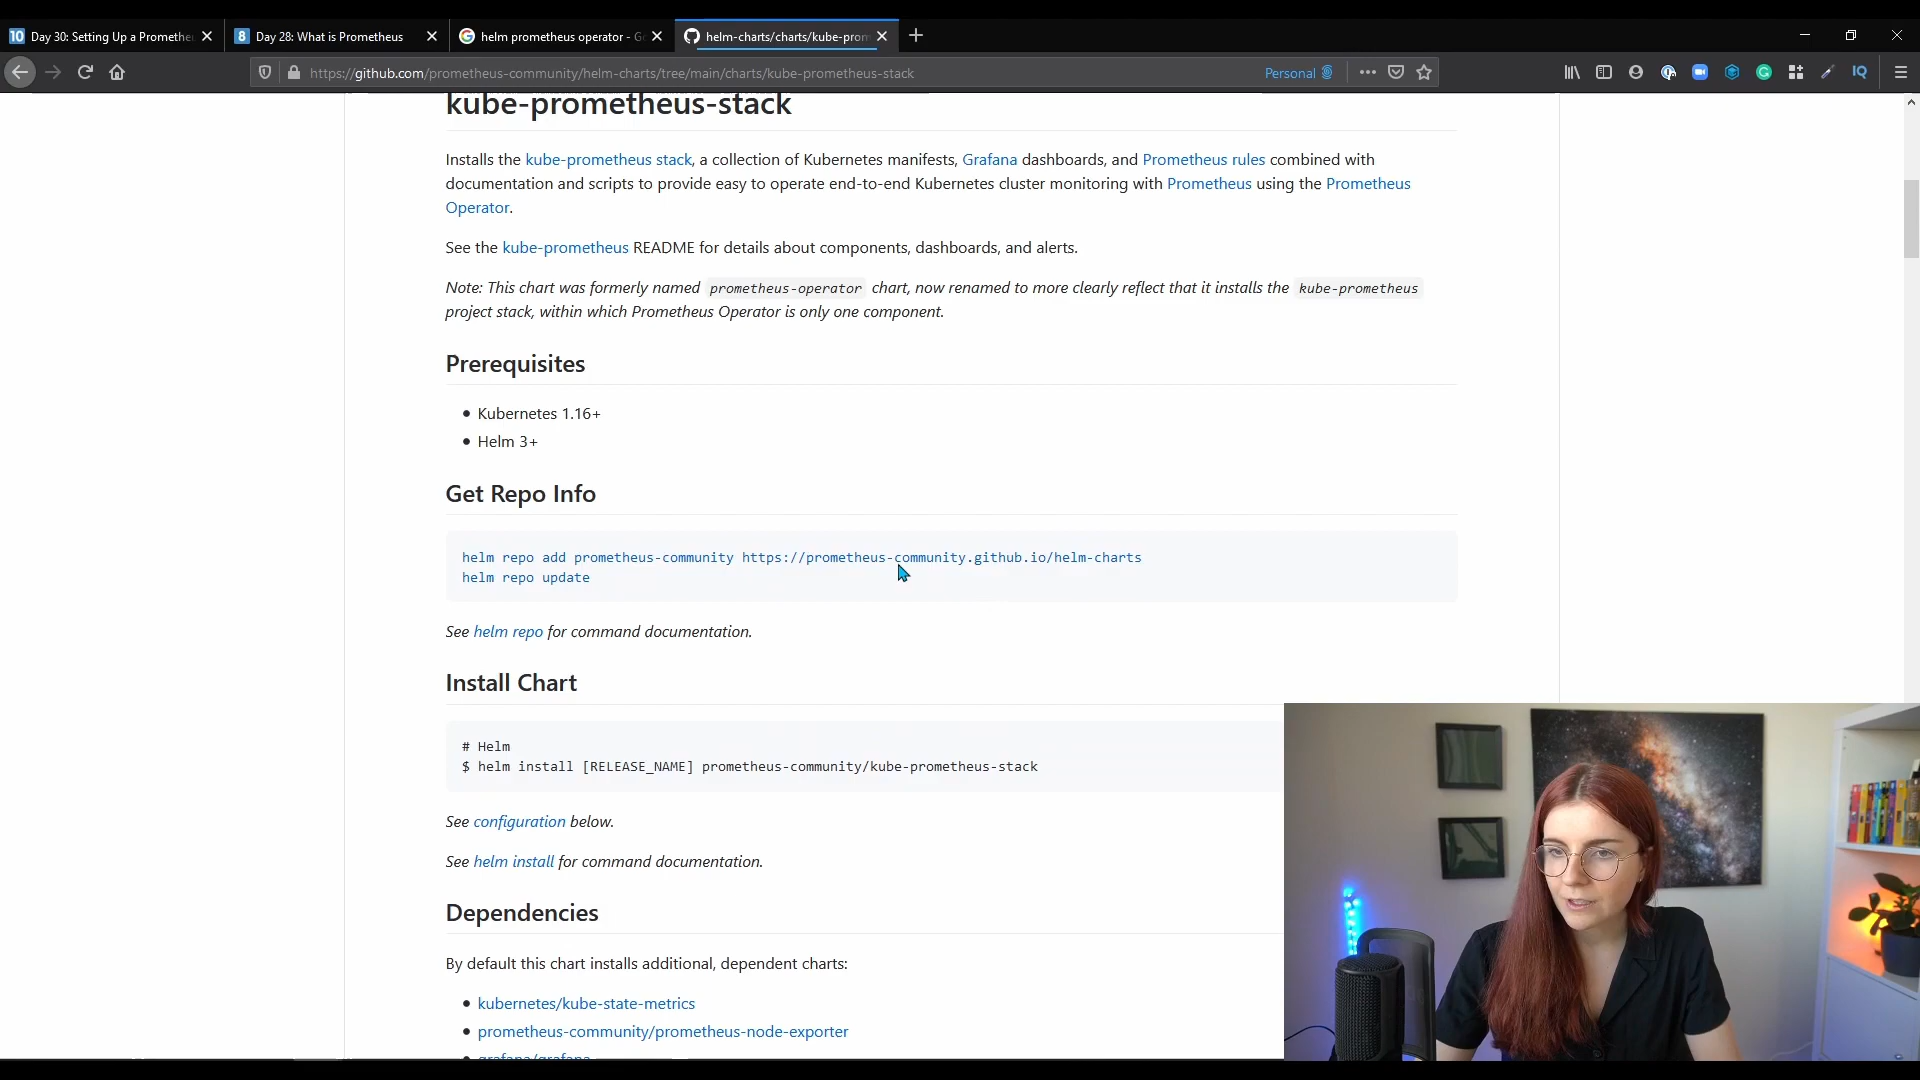 10 Day 30: Setting Up a Promethe
8 Day 28: What is Prometheus
helm prometheus operator - G
helm-charts/charts/kube-prom
https://github.com/prometheus-community/helm-charts/tree/main/charts/kube-prometheus-stack
Personal
IQ
kube-prometheus-stack
Installs the kube-prometheus stack, a collection of Kubernetes manifests, Grafana dashboards, and Prometheus rules combined with
documentation and scripts to provide easy to operate end-to-end Kubernetes cluster monitoring with Prometheus using the Prometheus
Operator.
See the kube-prometheus README for details about components, dashboards, and alerts.
Note: This chart was formerly named prometheus-operator chart, now renamed to more clearly reflect that it installs the kube-prometheus
project stack, within which Prometheus Operator is only one component.
Prerequisites
• Kubernetes 1.16+
• Helm 3+
Get Repo Info
helm repo add prometheus-community https://prometheus-community.github.io/helm-charts
helm repo update
See helm repo for command documentation.
Install Chart
# Helm
$ helm install [RELEASE_NAME] prometheus-community/kube-prometheus-stack
See configuration below.
See helm install for command documentation.
Dependencies
By default this chart installs additional, dependent charts:
• kubernetes/kube-state-metrics
• prometheus-community/prometheus-node-exporter
• grafana/grafana